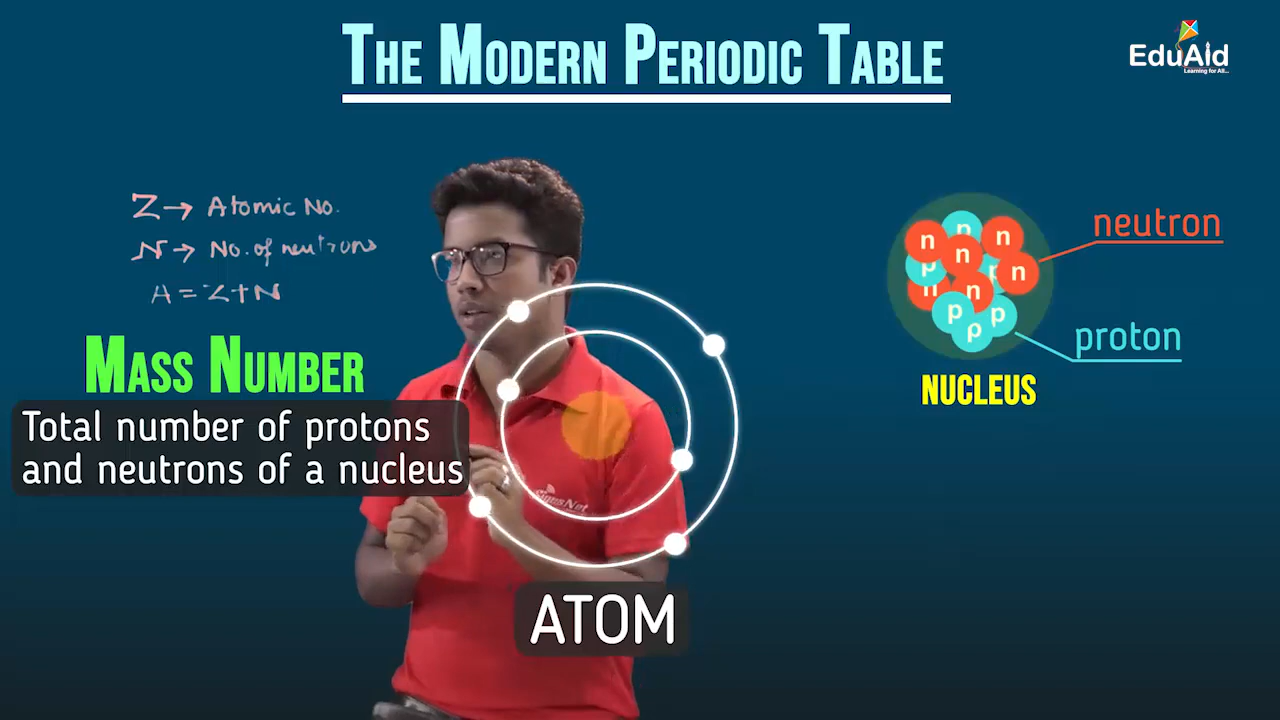 THE MODERN PERIODIC TABLE
EduAid
Learning for All...
Z → Atomic No.
N → No. of neutrons
A = Z + N
MASS NUMBER
Total number of protons
and neutrons of a nucleus
ATOM
n
p
n
n
p
p
n
n
n
p
p
p
neutron
proton
NUCLEUS